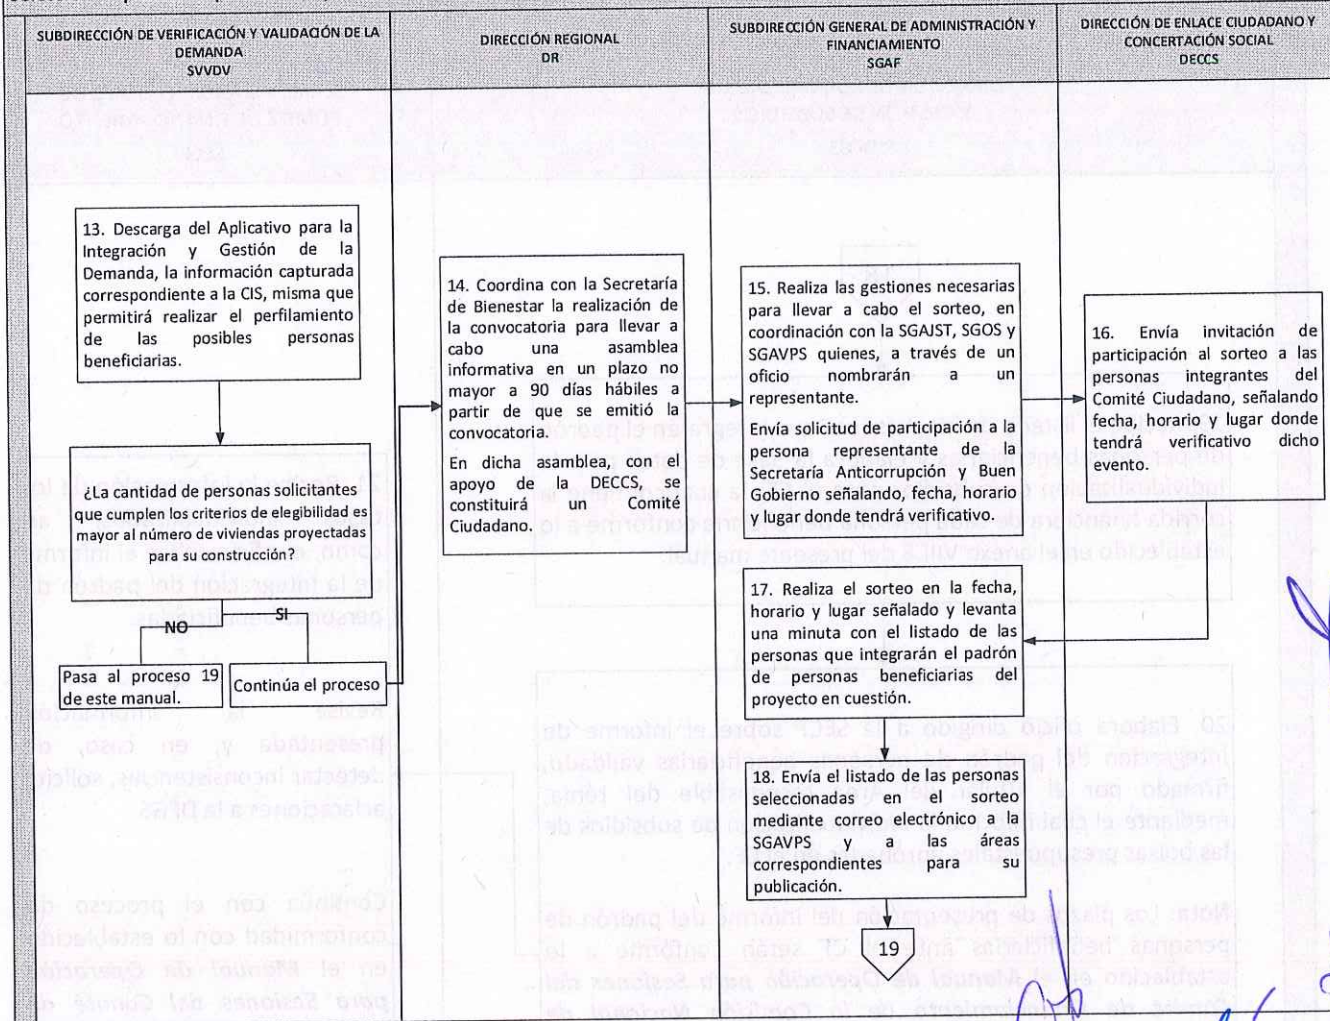 SUBDIRECCIÓN DE VERIFICACIÓN Y VALIDACIÓN DE LA
DEMANDA
SVVDV
DIRECCIÓN REGIONAL
DR
SUBDIRECCIÓN GENERAL DE ADMINISTRACIÓN Y
FINANCIAMIENTO
SGAF
DIRECCIÓN DE ENLACE CIUDADANO Y
CONCERTACIÓN SOCIAL
DECCS
13. Descarga del Aplicativo para la
Integración y Gestión de la
Demanda, la información capturada
correspondiente a la CIS, misma que
permitirá realizar el perfilamiento
de las posibles personas
beneficiarias.
¿La cantidad de personas solicitantes
que cumplen los criterios de elegibilidad es
mayor al número de viviendas proyectadas
para su construcción?
NO
SI
Pasa al proceso 19
de este manual.
Continúa el proceso
14. Coordina con la Secretaría
de Bienestar la realización de
la convocatoria para llevar a
cabo una asamblea
informativa en un plazo no
mayor a 90 días hábiles a
partir de que se emitió la
convocatoria.
En dicha asamblea, con el
apoyo de la DECCS, se
constituirá un Comité
Ciudadano.
15. Realiza las gestiones necesarias
para llevar a cabo el sorteo, en
coordinación con la SGAJST, SGOS y
SGAVPS quienes, a través de un
oficio nombrarán a un
representante.
Envía solicitud de participación a la
persona representante de la
Secretaría Anticorrupción y Buen
Gobierno señalando, fecha, horario
y lugar donde tendrá verificativo.
16. Envía invitación de
participación al sorteo a las
personas integrantes del
Comité Ciudadano, señalando
fecha, horario y lugar donde
tendrá verificativo dicho
evento.
17. Realiza el sorteo en la fecha,
horario y lugar señalado y levanta
una minuta con el listado de las
personas que integrarán el padrón
de personas beneficiarias del
proyecto en cuestión.
18. Envía el listado de las personas
seleccionadas en el sorteo
mediante correo electrónico a la
SGAVPS y a las áreas
correspondientes para su
publicación.
19